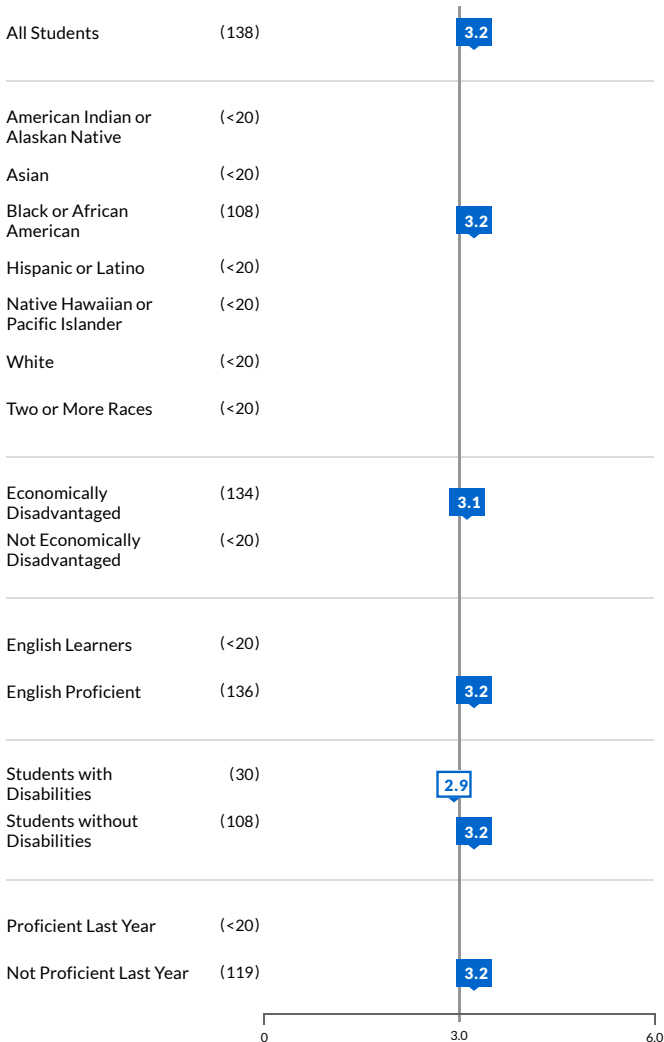 All Students (138) 3.2
American Indian or (<20)
Alaskan Native
Asian (<20)
Black or African (108) 3.2
American
Hispanic or Latino (<20)
Native Hawaiian or (<20)
Pacific Islander
White (<20)
Two or More Races (<20)
Economically (134) 3.1
Disadvantaged
Not Economically (<20)
Disadvantaged
English Learners (<20)
English Proficient (136) 3.2
Students with (30) 2.9
Disabilities
Students without (108) 3.2
Disabilities
Proficient Last Year (<20)
Not Proficient Last Year (119) 3.2
0 3.0 6.0